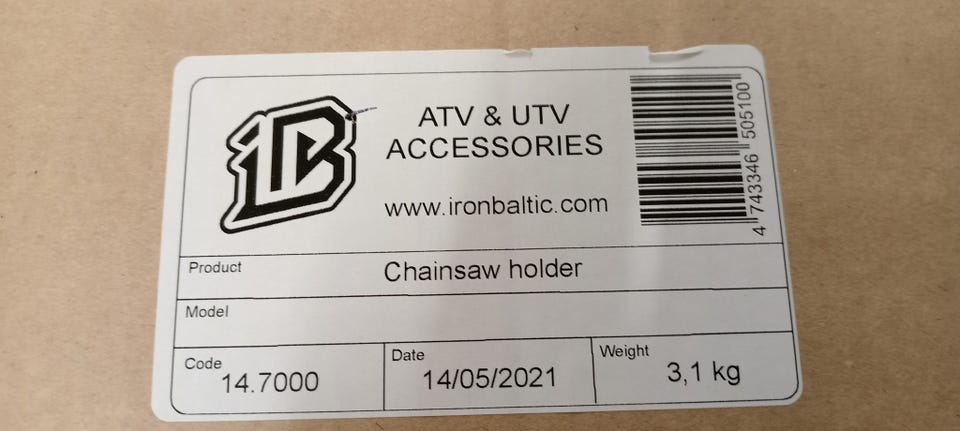 IB
ATV & UTV
ACCESSORIES
www.ironbaltic.com
4 743346 505100
Product
Chainsaw holder
Model
Code
14.7000
Date
14/05/2021
Weight
3,1 kg